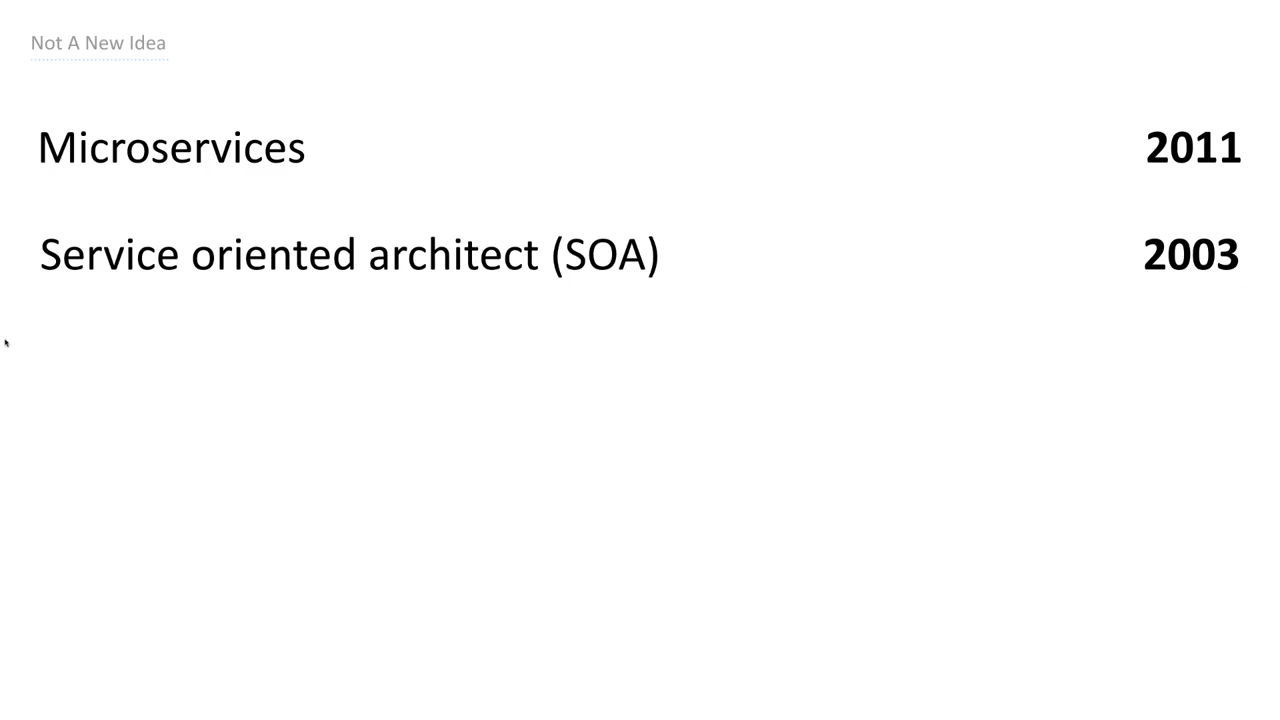 Not A New Idea
Microservices 2011
Service oriented architect (SOA) 2003